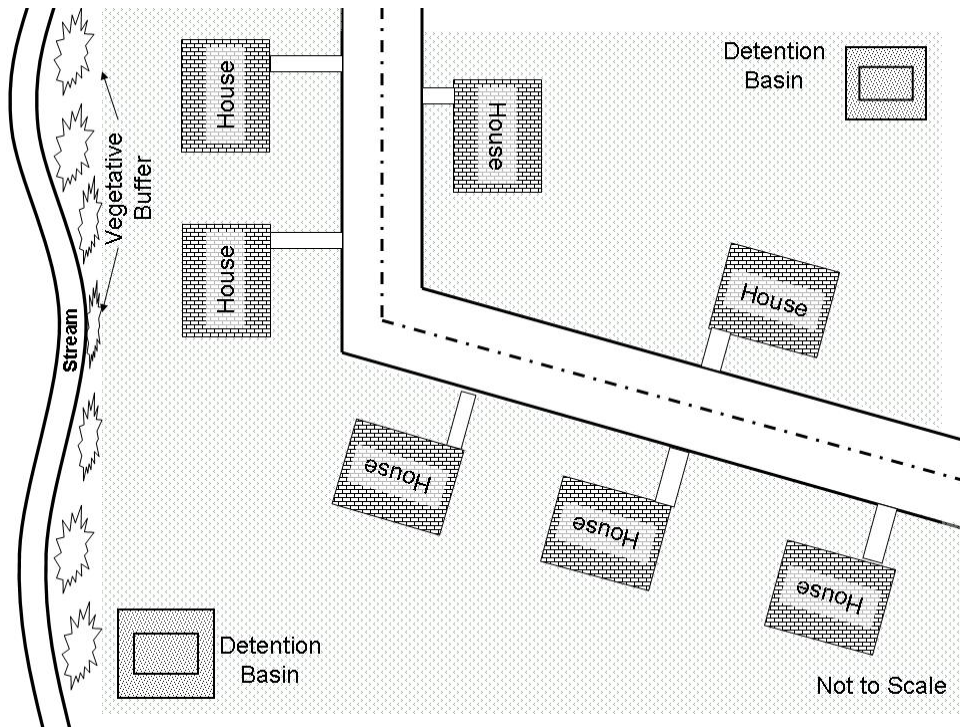 Detention
Basin
House
House
Vegetative
Buffer
House
House
Stream
House
House
House
Detention
Basin
Not to Scale